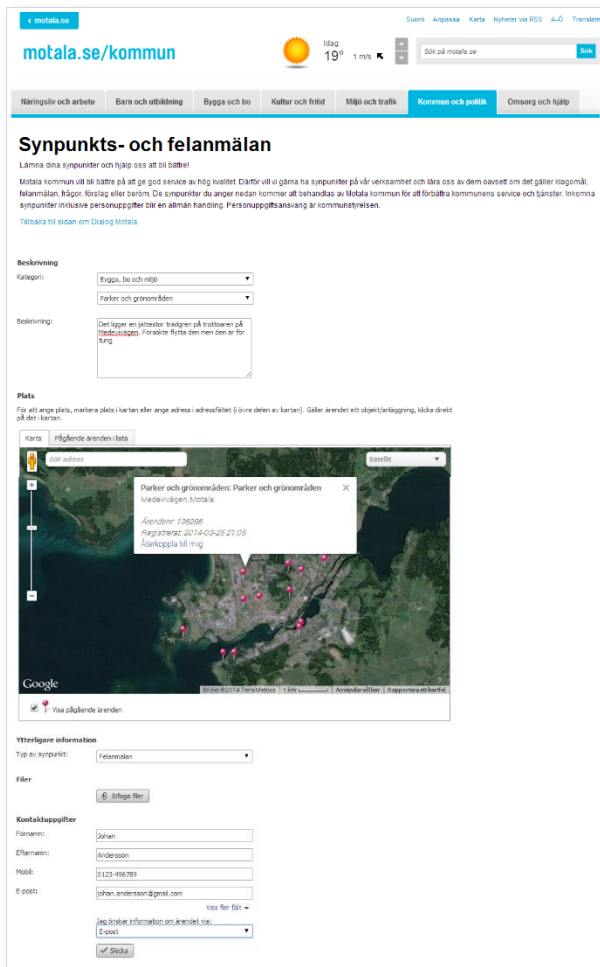 ‹ motala.se
Suomi Anpassa Karta Nyheter via RSS A-Ö Translate
motala.se/kommun
Idag:
19° 1 m/s
Sök på motala.se
Sök
Näringsliv och arbete
Barn och utbildning
Bygga och bo
Kultur och fritid
Miljö och trafik
Kommun och politik
Omsorg och hjälp
Synpunkts- och felanmälan
Lämna dina synpunkter och hjälp oss att bli bättre!
Motala kommun vill bli bättre på att ge god service av hög kvalitet. Därför vill vi gärna ha synpunkter på vår verksamhet och lära oss av dem oavsett om det gäller klagomål,
felanmälan, frågor, förslag eller beröm. De synpunkter du anger nedan kommer att behandlas av Motala kommun för att förbättra kommunens service och tjänster. Inkomna
synpunkter inklusive personuppgifter blir en allmän handling. Personuppgiftsansvarig är kommunstyrelsen.
Tillbaka till sidan om Dialog Motala
Beskrivning
Kategori:
Bygga, bo och miljö
Parker och grönområden
Beskrivning:
Det ligger en jättestor trädgren på trottoaren på
Medevivägen. Försökte flytta den men den är för
tung
Plats
För att ange plats, markera plats i kartan eller ange adress i adressfältet (i övre delen av kartan). Gäller ärendet ett objekt/anläggning, klicka direkt
på det i kartan.
Karta
Pågående ärenden i lista
Sök adress
Satellit
Parker och grönområden: Parker och grönområden
Medevivägen, Motala
Ärendenr: 136286
Registrerat: 2014-03-25 21:05
Återkoppla till mig
Google
Bilder ©2014 TerraMetrics 1 km Användarvillkor Rapportera ett kartfel
Visa pågående ärenden
Ytterligare information
Typ av synpunkt:
Felanmälan
Filer
Bifoga filer
Kontaktuppgifter
Förnamn:
Johan
Efternamn:
Andersson
Mobil:
0123-456789
E-post:
johan.andersson@gmail.com
Visa fler fält
Jag önskar information om ärendet via:
E-post
Skicka